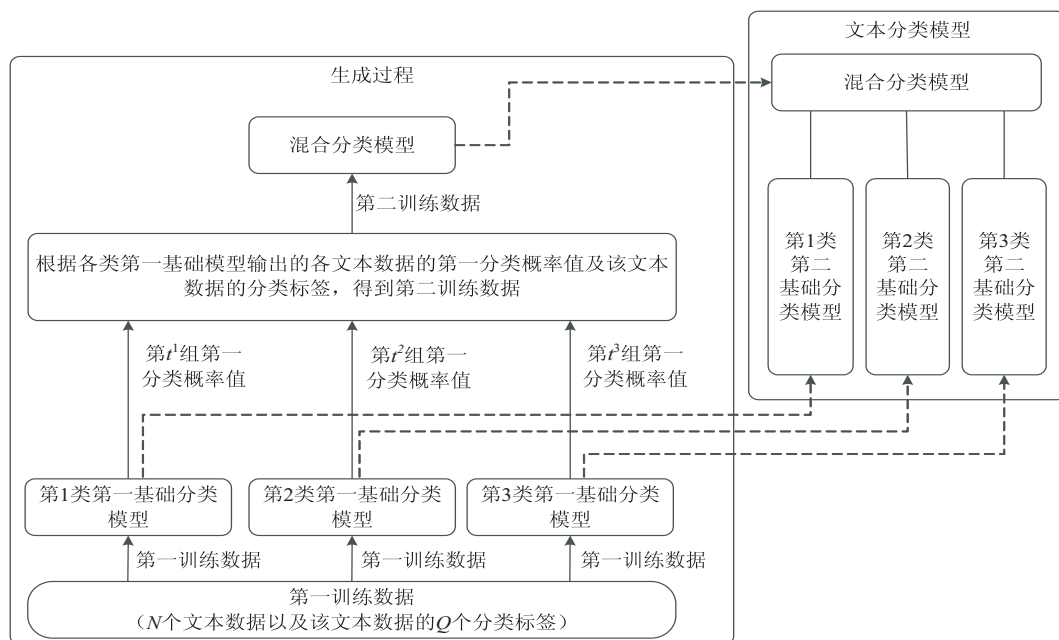 文本分类模型
混合分类模型
第1类
第二
基础分
类模型
第2类
第二
基础分
类模型
第3类
第二
基础分
类模型
生成过程
混合分类模型
第二训练数据
根据各类第一基础模型输出的各文本数据的第一分类概率值及该文本
数据的分类标签，得到第二训练数据
第t¹组第一
分类概率值
第t²组第一
分类概率值
第t³组第一
分类概率值
第1类第一基础分类
模型
第2类第一基础分类
模型
第3类第一基础分类
模型
第一训练数据
第一训练数据
第一训练数据
第一训练数据
（N个文本数据以及该文本数据的Q个分类标签）